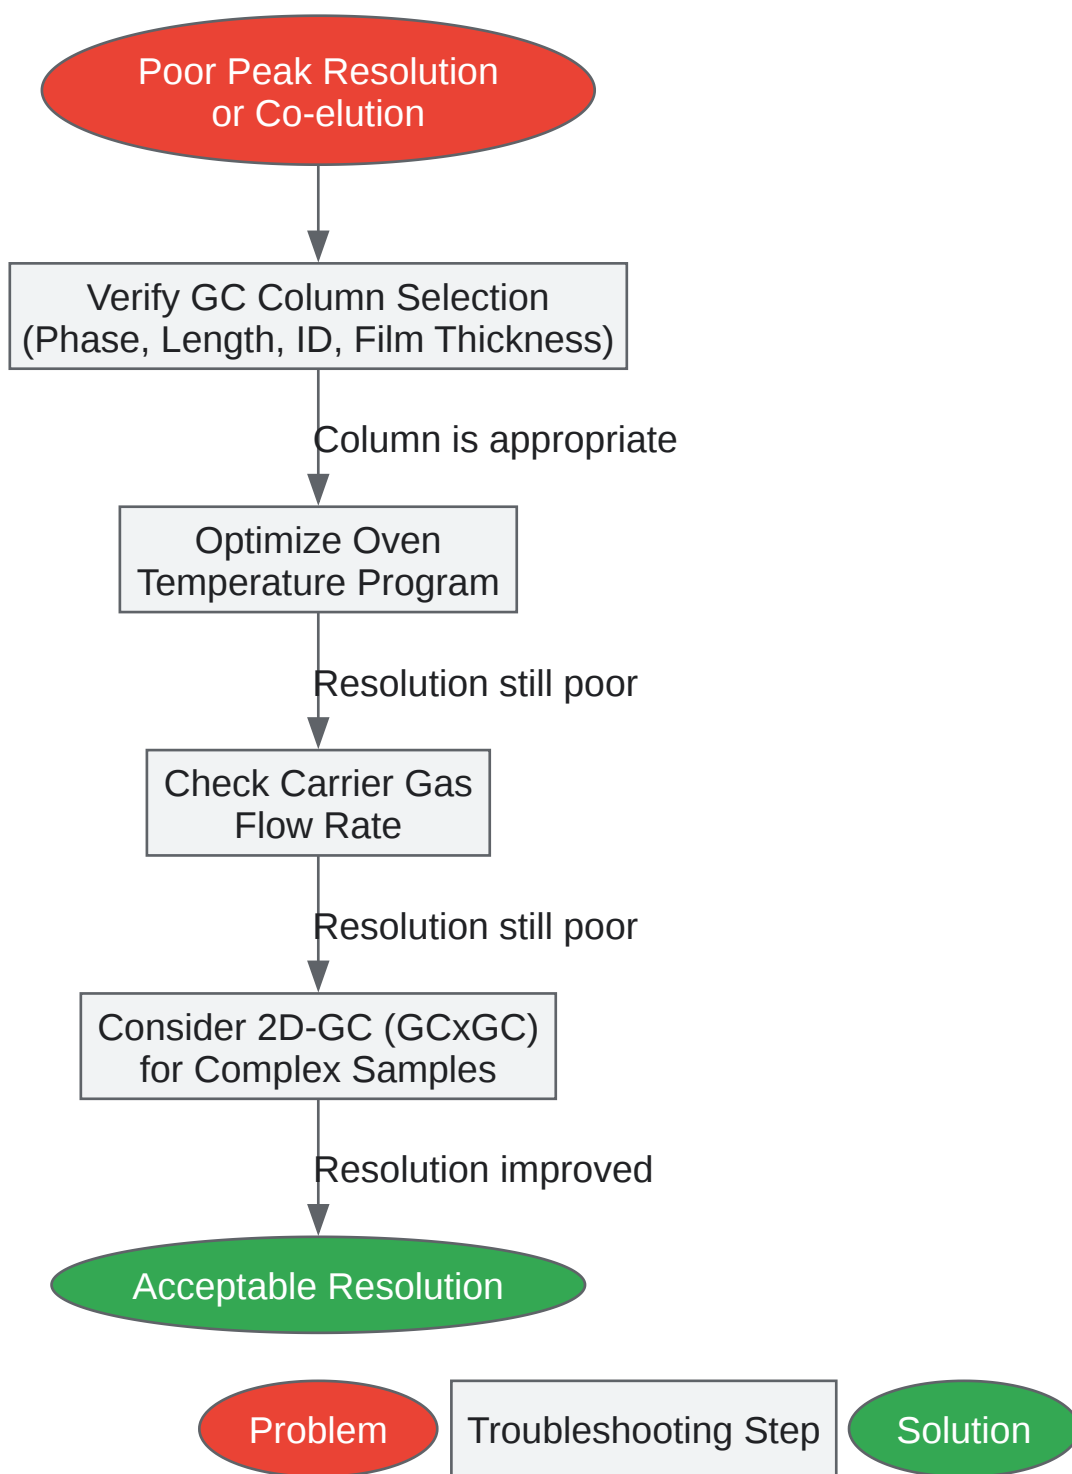 Poor Peak Resolution
or Co-elution
Verify GC Column Selection
(Phase, Length, ID, Film Thickness)
Column is appropriate
Optimize Oven
Temperature Program
Resolution still poor
Check Carrier Gas
Flow Rate
Resolution still poor
Consider 2D-GC (GCxGC)
for Complex Samples
Resolution improved
Acceptable Resolution
Problem
Troubleshooting Step
Solution